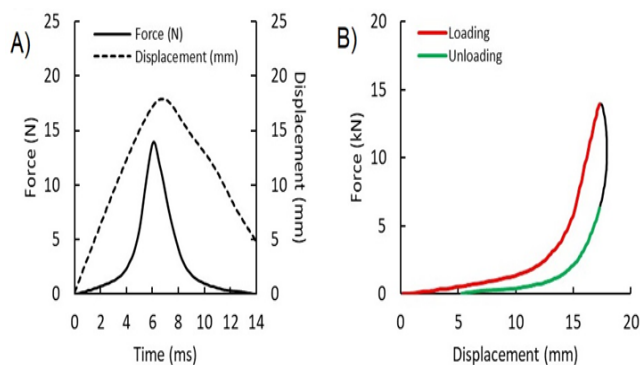 A)
Force (N)
Displacement (mm)
25
20
15
10
5
0
Force (N)
25
20
15
10
5
0
Displacement (mm)
0 2 4 6 8 10 12 14
Time (ms)
B)
Loading
Unloading
25
20
15
10
5
0
Force (kN)
0 5 10 15 20
Displacement (mm)